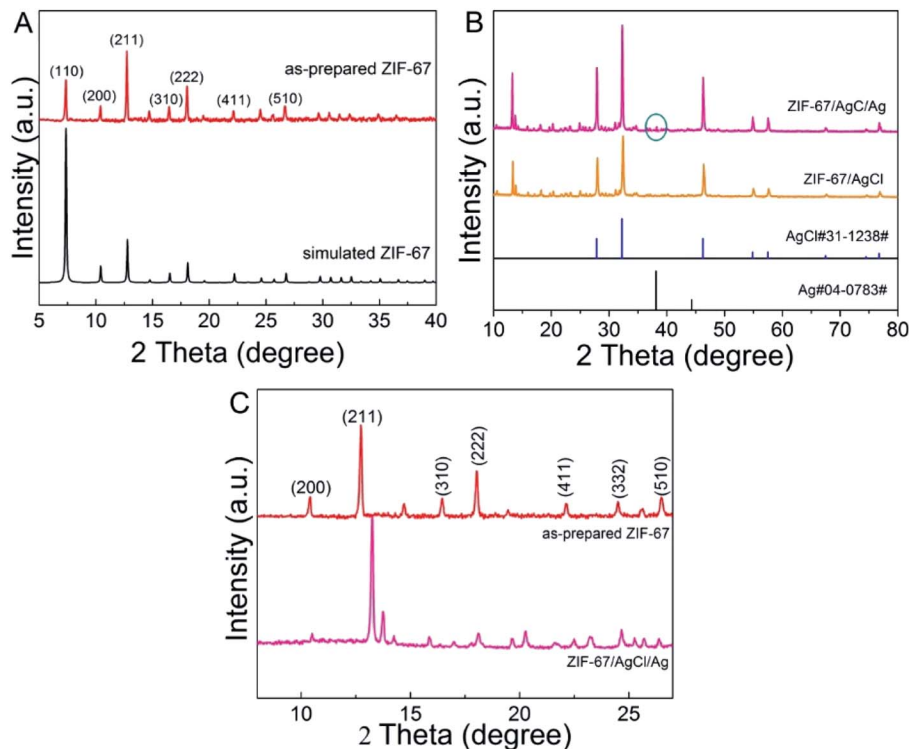 A
Intensity (a.u.)
(110)
(200)
(211)
(310)
(222)
(411)
(510)
as-prepared ZIF-67
simulated ZIF-67
5 10 15 20 25 30 35 40
2 Theta (degree)
B
Intensity (a.u.)
ZIF-67/AgC/Ag
ZIF-67/AgCl
AgCl#31-1238#
Ag#04-0783#
10 20 30 40 50 60 70 80
2 Theta (degree)
C
Intensity (a.u.)
(200)
(211)
(310)
(222)
(411)
(332)
(510)
as-prepared ZIF-67
ZIF-67/AgCl/Ag
10 15 20 25
2 Theta (degree)